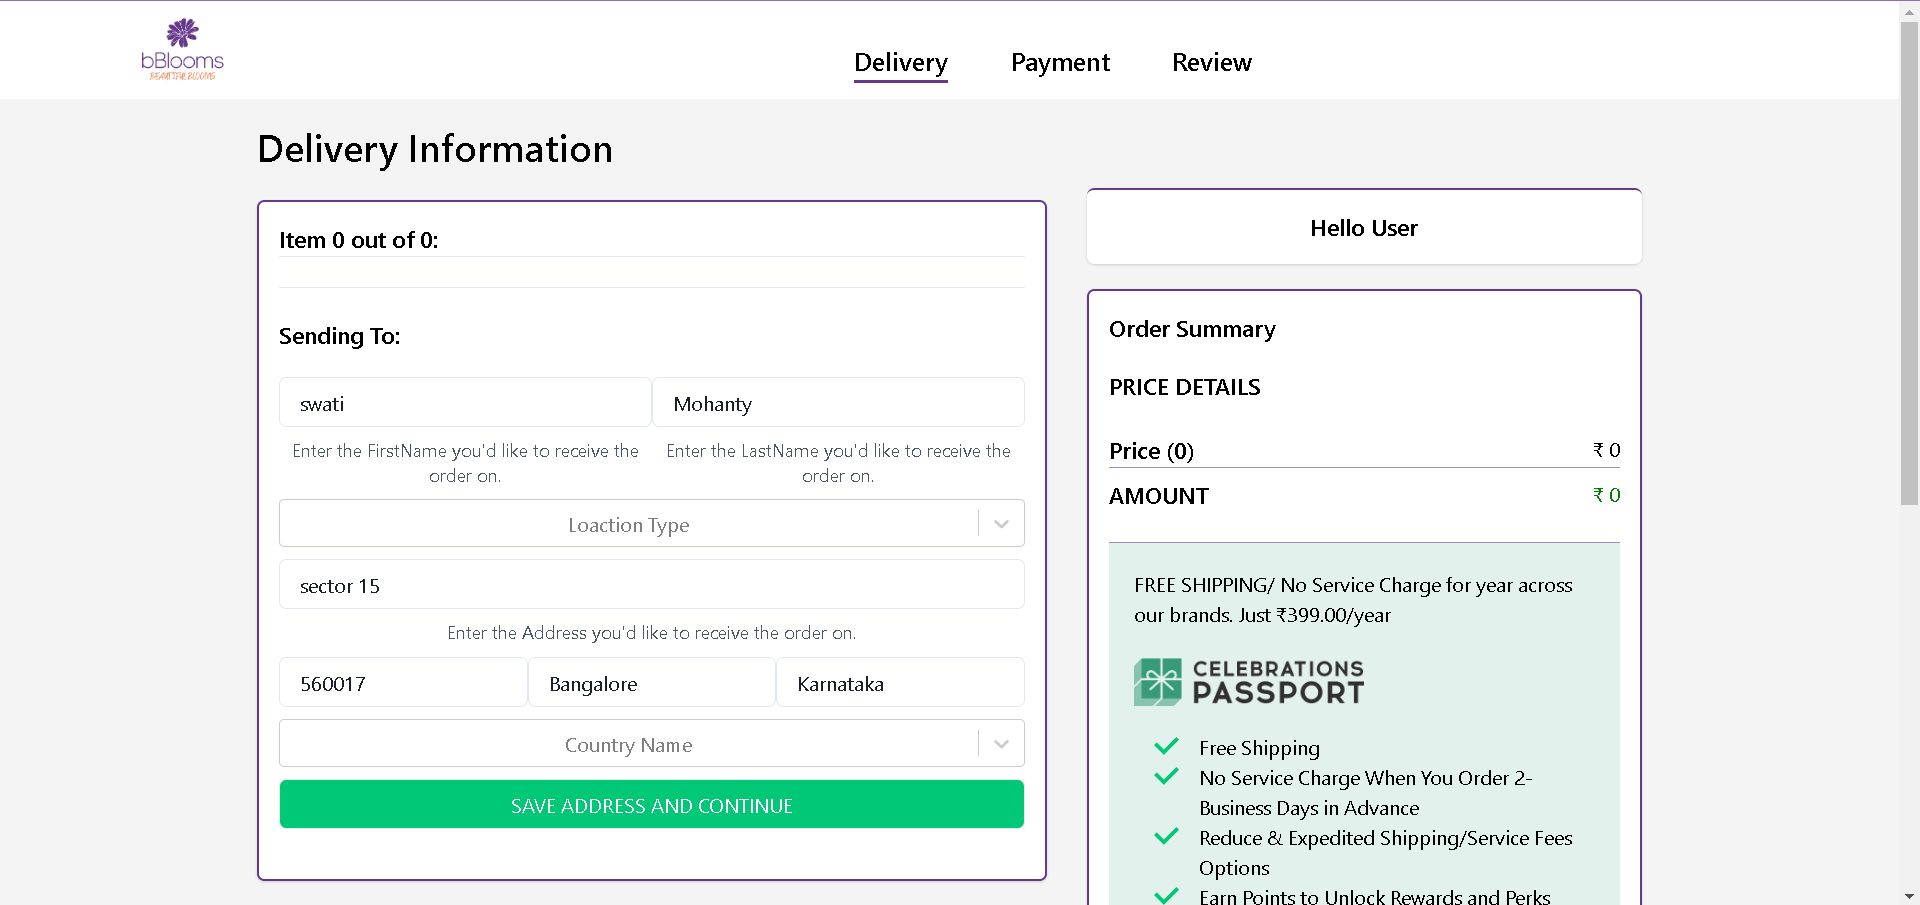 bBlooms
BEAUTIFUL BLOOMS
Delivery
Payment
Review
Delivery Information
Item 0 out of 0:
Sending To:
swati
Mohanty
Enter the FirstName you'd like to receive the
order on.
Enter the LastName you'd like to receive the
order on.
Loaction Type
sector 15
Enter the Address you'd like to receive the order on.
560017
Bangalore
Karnataka
Country Name
SAVE ADDRESS AND CONTINUE
Hello User
Order Summary
PRICE DETAILS
Price (0) ₹ 0
AMOUNT ₹ 0
FREE SHIPPING/ No Service Charge for year across
our brands. Just ₹399.00/year
CELEBRATIONS
PASSPORT
Free Shipping
No Service Charge When You Order 2-
Business Days in Advance
Reduce & Expedited Shipping/Service Fees
Options
Earn Points to Unlock Rewards and Perks